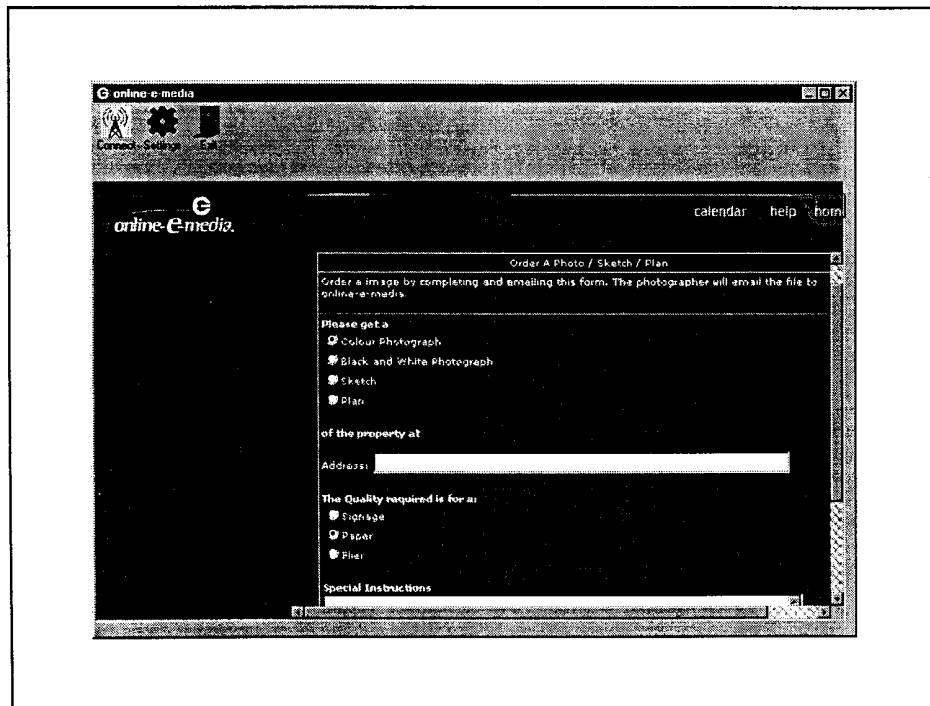 online-e-media
Connect Settings Exit
online-e-media.
calendar help hom
Order A Photo / Sketch / Plan
Order a image by completing and emailing this form. The photographer will email the file to
online-e-media.
Please get a
Colour Photograph
Black and White Photograph
Sketch
Plan
of the property at
Address:
The Quality required is for a:
Signage
Paper
Flier
Special Instructions